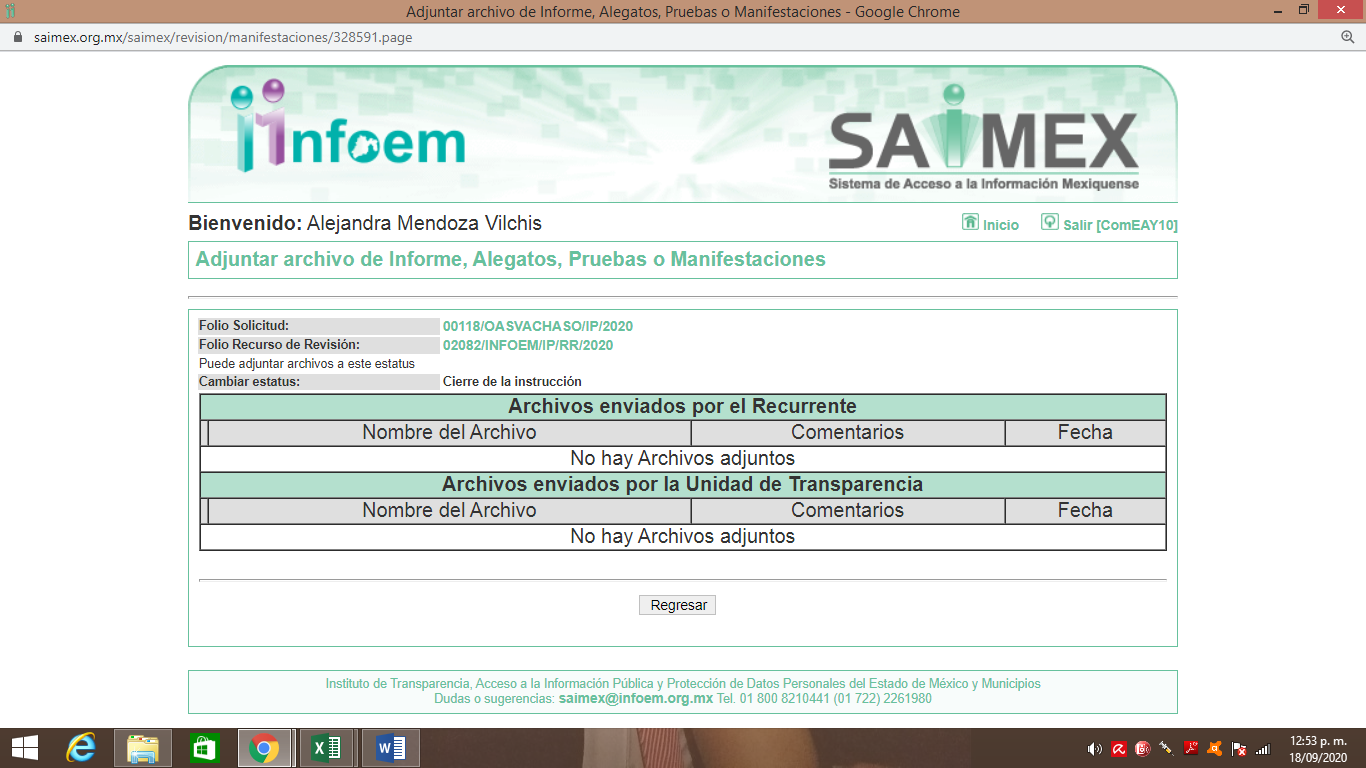 Adjuntar archivo de Informe, Alegatos, Pruebas o Manifestaciones - Google Chrome
saimex.org.mx/saimex/revision/manifestaciones/328591.page
infoem
SAIMEX
Sistema de Acceso a la Información Mexiquense
Bienvenido: Alejandra Mendoza Vilchis
Inicio
Salir [ComEAY10]
Adjuntar archivo de Informe, Alegatos, Pruebas o Manifestaciones
Folio Solicitud: 00118/OASVACHASO/IP/2020
Folio Recurso de Revisión: 02082/INFOEM/IP/RR/2020
Puede adjuntar archivos a este estatus
Cambiar estatus: Cierre de la instrucción
Archivos enviados por el Recurrente
Nombre del Archivo Comentarios Fecha
No hay Archivos adjuntos
Archivos enviados por la Unidad de Transparencia
Nombre del Archivo Comentarios Fecha
No hay Archivos adjuntos
Regresar
Instituto de Transparencia, Acceso a la Información Pública y Protección de Datos Personales del Estado de México y Municipios
Dudas o sugerencias: saimex@infoem.org.mx Tel. 01 800 8210441 (01 722) 2261980
12:53 p. m.
18/09/2020